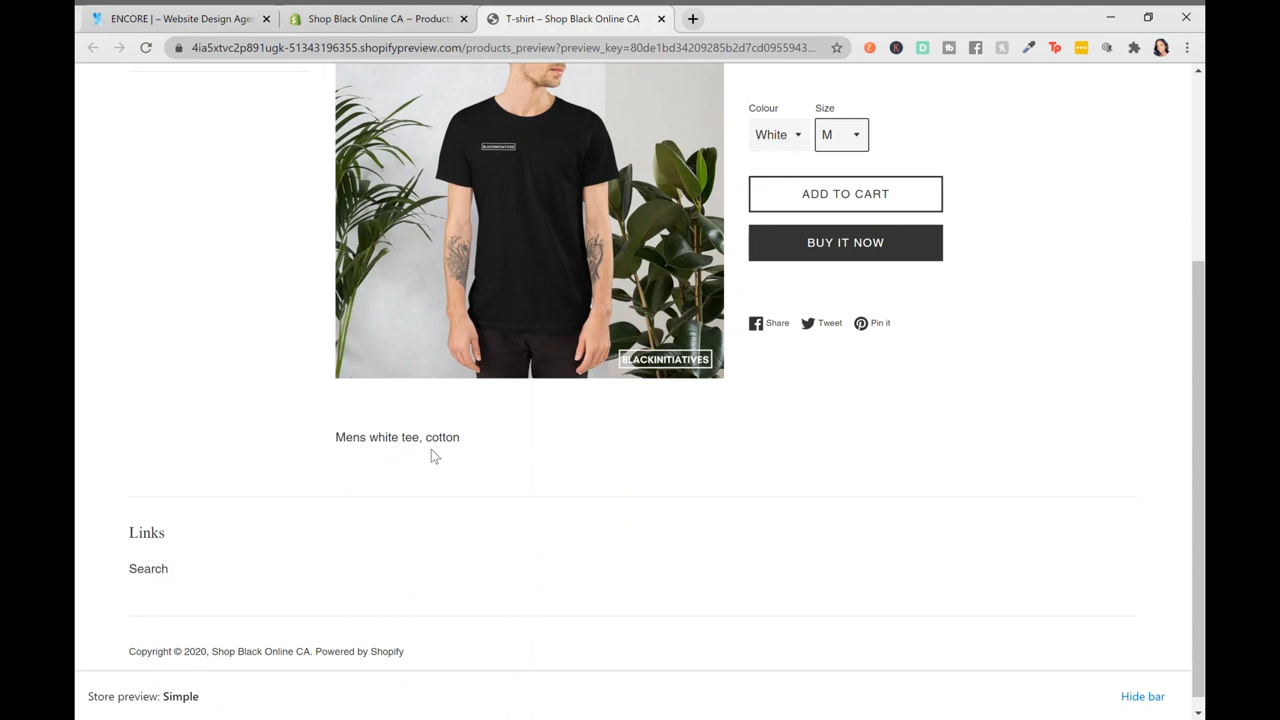 ENCORE | – Website Design Age
Shop Black Online CA ~ Products
T-shirt – Shop Black Online CA
4ia5xtvc2p891ugk-51343196355.shopifypreview.com/products_preview?preview_key=80de1bd34209285b2d7cd0955943...
BLACKINITIATIVES
BLACKINITIATIVES
Colour Size
White M
ADD TO CART
BUY IT NOW
Share Tweet Pin it
Mens white tee, cotton
Links
Search
Copyright © 2020, Shop Black Online CA. Powered by Shopify
Store preview: Simple
Hide bar